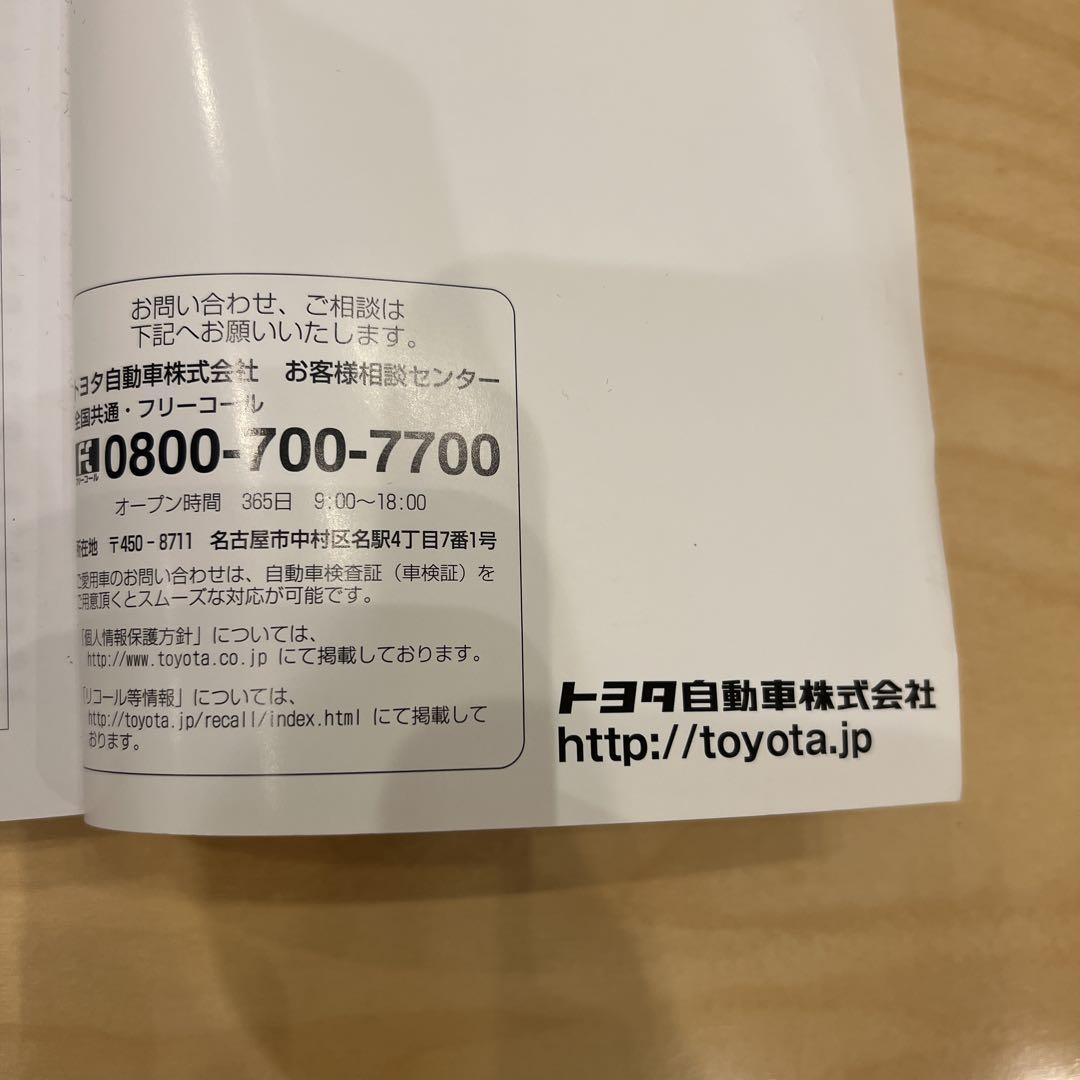 お問い合わせ、ご相談は
下記へお願いいたします。
トヨタ自動車株式会社 お客様相談センター
全国共通・フリーコール
フリーコール 0800-700-7700
オープン時間 365日 9:00〜18:00
所在地 〒450-8711 名古屋市中村区名駅4丁目7番1号
ご愛用車のお問い合わせは、自動車検査証（車検証）を
ご用意頂くとスムーズな対応が可能です。
「個人情報保護方針」については、
http://www.toyota.co.jp にて掲載しております。
「リコール等情報」については、
http://toyota.jp/recall/index.html にて掲載して
おります。
トヨタ自動車株式会社
http://toyota.jp